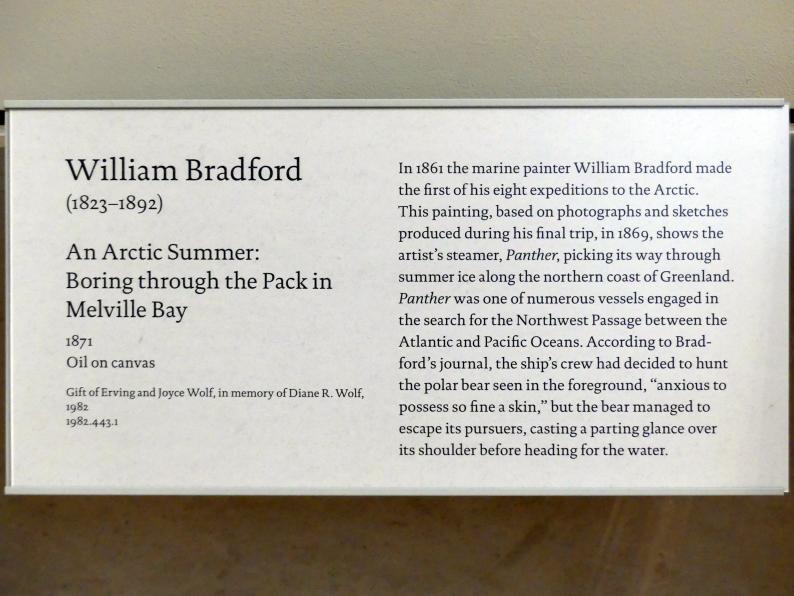 William Bradford
(1823–1892)
An Arctic Summer:
Boring through the Pack in
Melville Bay
1871
Oil on canvas
Gift of Erving and Joyce Wolf, in memory of Diane R. Wolf,
1982
1982.443.1
In 1861 the marine painter William Bradford made
the first of his eight expeditions to the Arctic.
This painting, based on photographs and sketches
produced during his final trip, in 1869, shows the
artist's steamer, Panther, picking its way through
summer ice along the northern coast of Greenland.
Panther was one of numerous vessels engaged in
the search for the Northwest Passage between the
Atlantic and Pacific Oceans. According to Brad-
ford's journal, the ship's crew had decided to hunt
the polar bear seen in the foreground, “anxious to
possess so fine a skin,” but the bear managed to
escape its pursuers, casting a parting glance over
its shoulder before heading for the water.